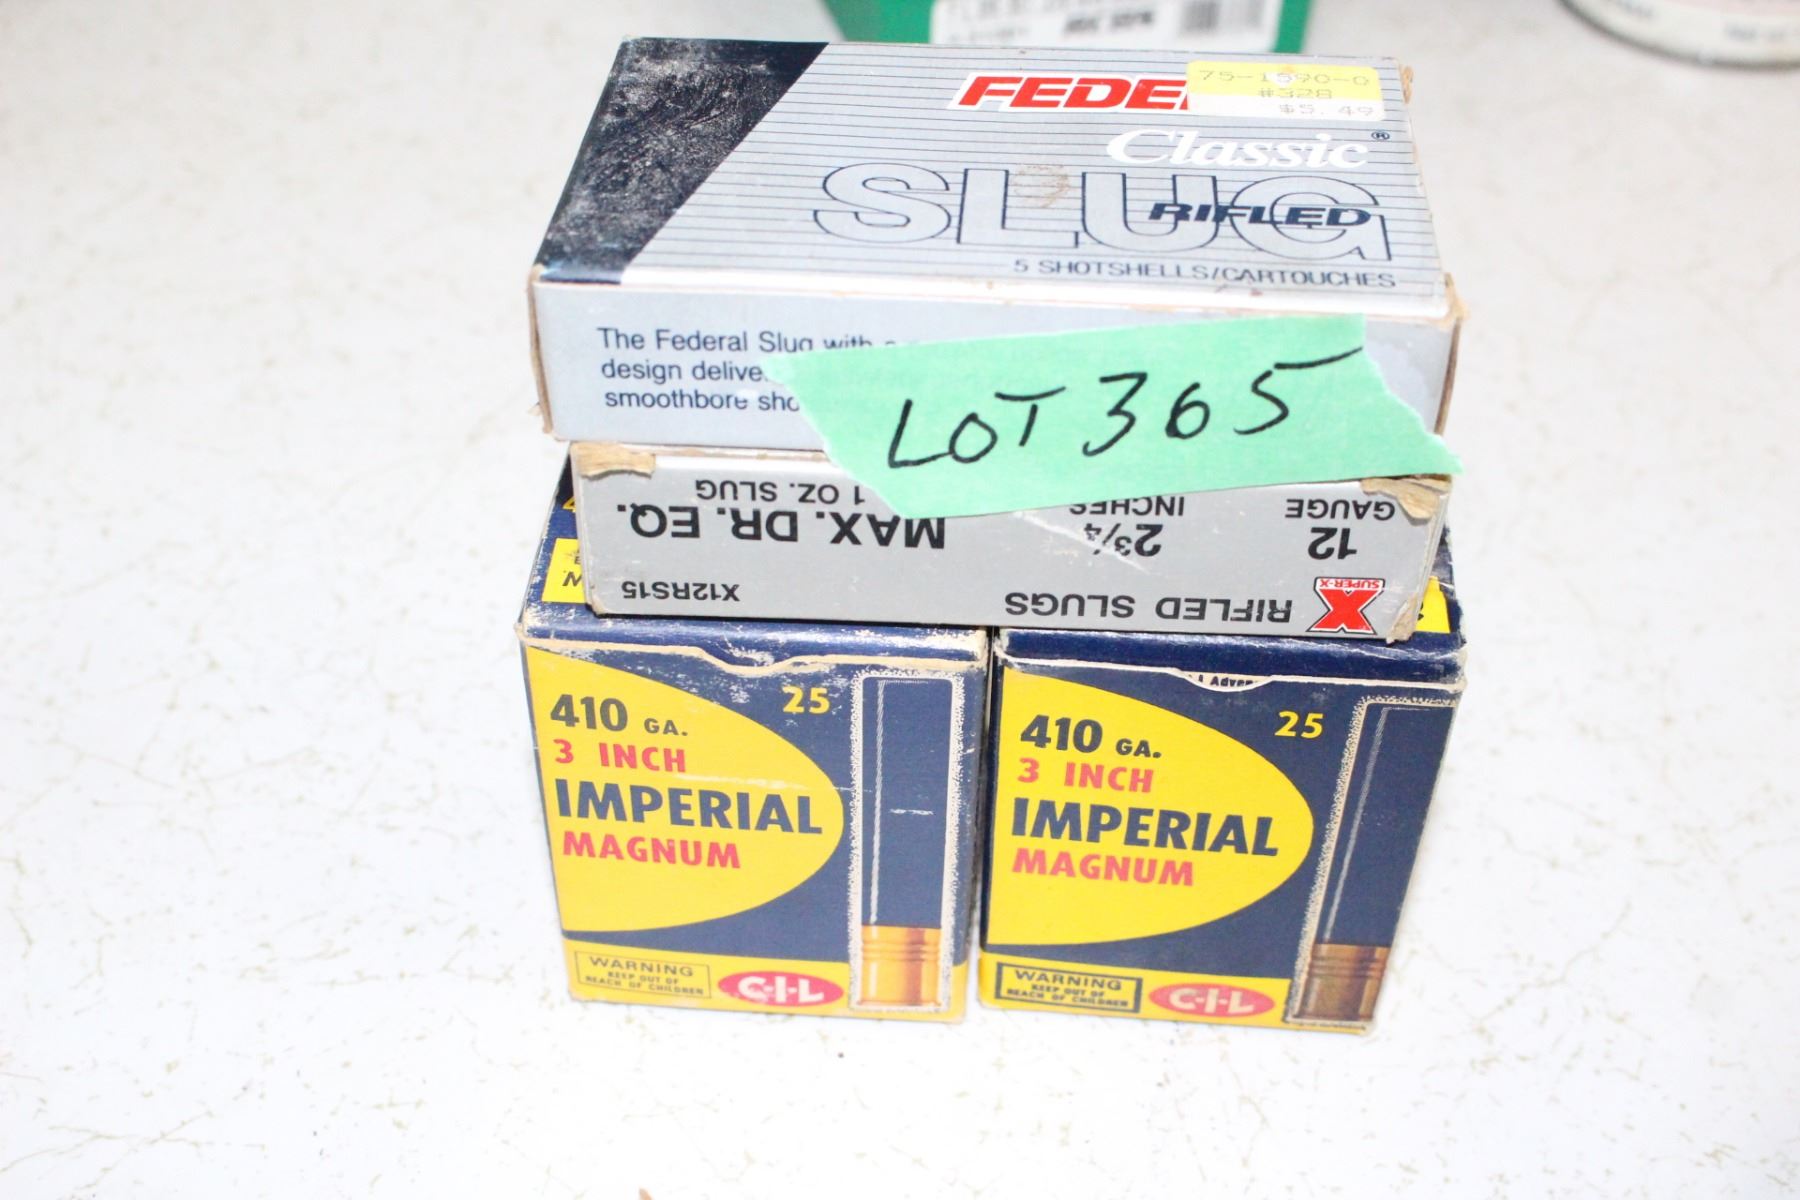 FEDE
75-1590-0
#328
$5.49
Classic®
SLUG
RIFLED
5 SHOTSHELLS/CARTOUCHES
The Federal Slug with
design delive
smoothbore sho
LOT 365
12 GAUGE
2¾ INCHES
MAX. DR. EQ.
1 OZ. SLUG
X SUPER-X
RIFLED SLUGS
X12RS15
410 GA.
25
3 INCH
IMPERIAL
MAGNUM
WARNING
KEEP OUT OF
REACH OF CHILDREN
C-I-L
410 GA.
25
3 INCH
IMPERIAL
MAGNUM
WARNING
KEEP OUT OF
REACH OF CHILDREN
C-I-L